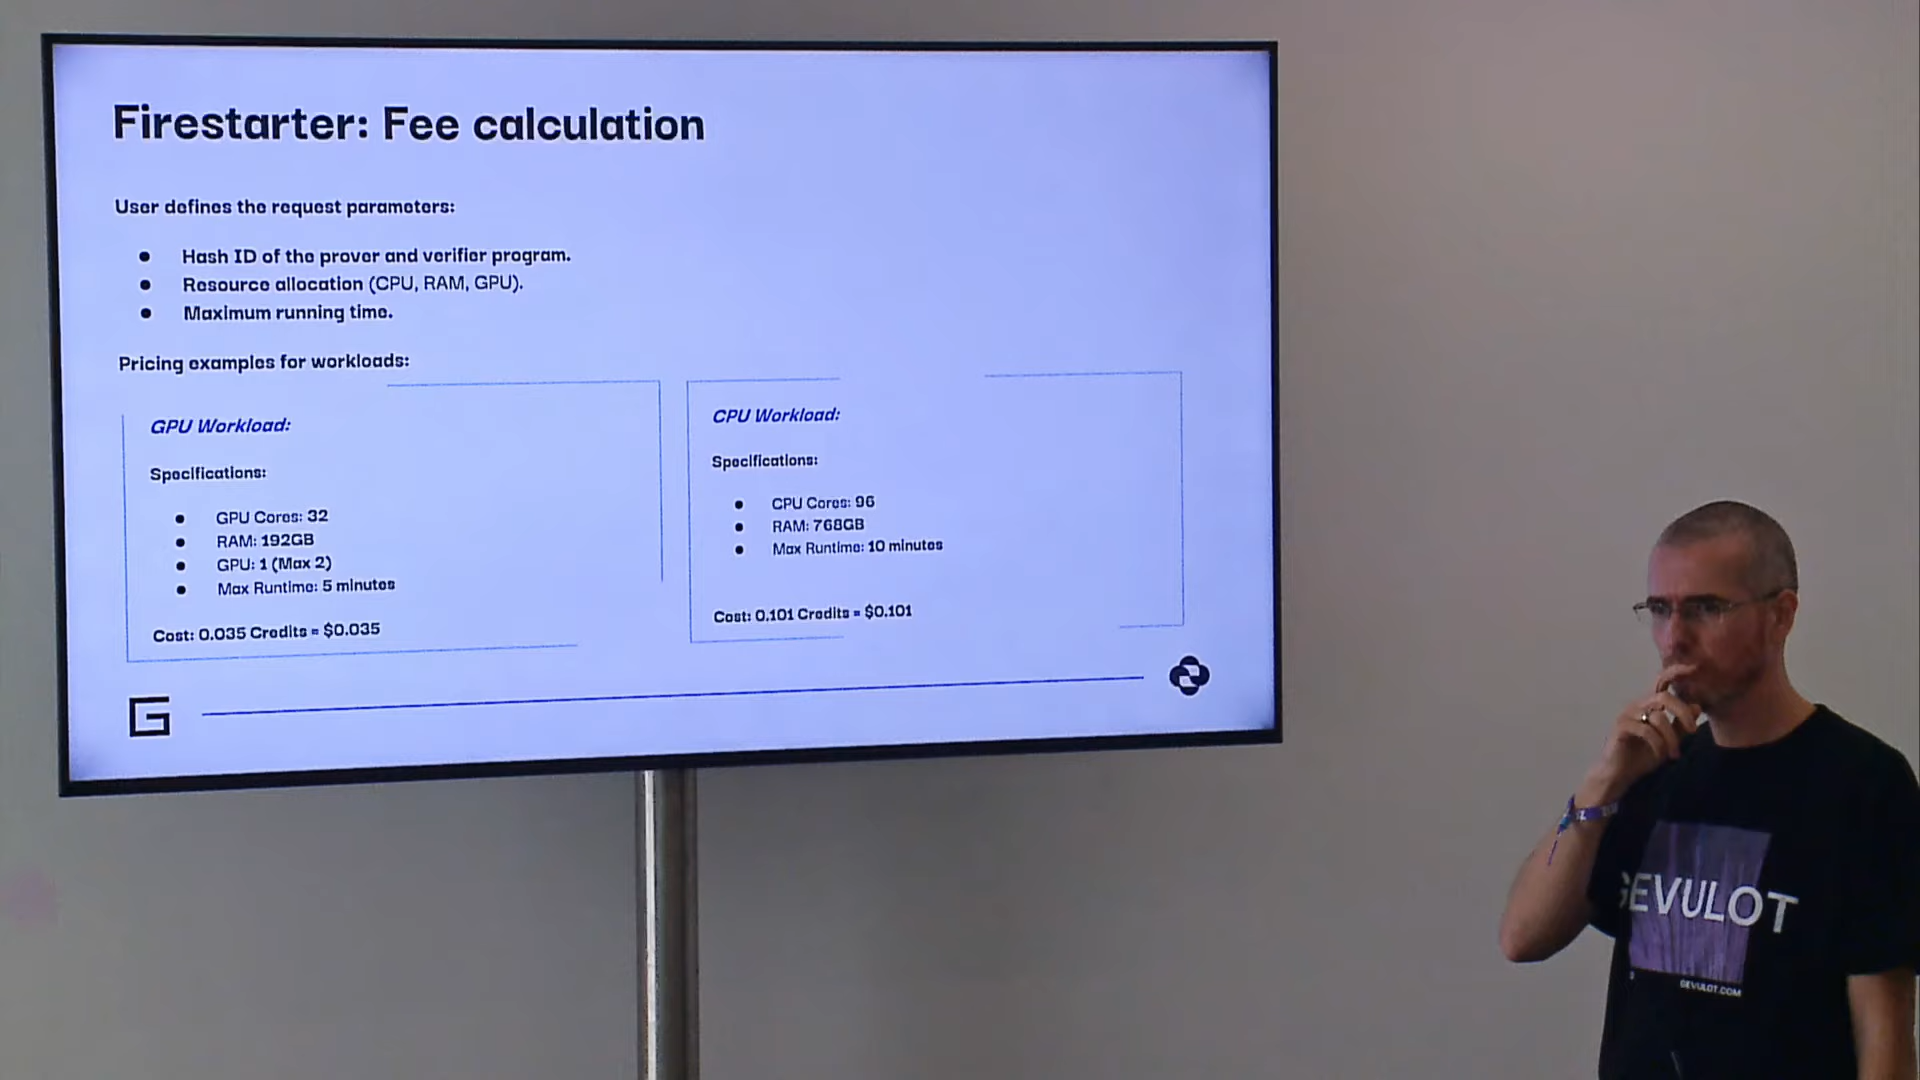 Firestarter: Fee calculation
User defines the request parameters:
● Hash ID of the prover and verifier program.
● Resource allocation (CPU, RAM, GPU).
● Maximum running time.
Pricing examples for workloads:
GPU Workload:
Specifications:
● GPU Cores: 32
● RAM: 192GB
● GPU: 1 (Max 2)
● Max Runtime: 5 minutes
Cost: 0.035 Credits = $0.035
CPU Workload:
Specifications:
● CPU Cores: 96
● RAM: 768GB
● Max Runtime: 10 minutes
Cost: 0.101 Credits = $0.101
G
GEVULOT
GEVULOT.COM